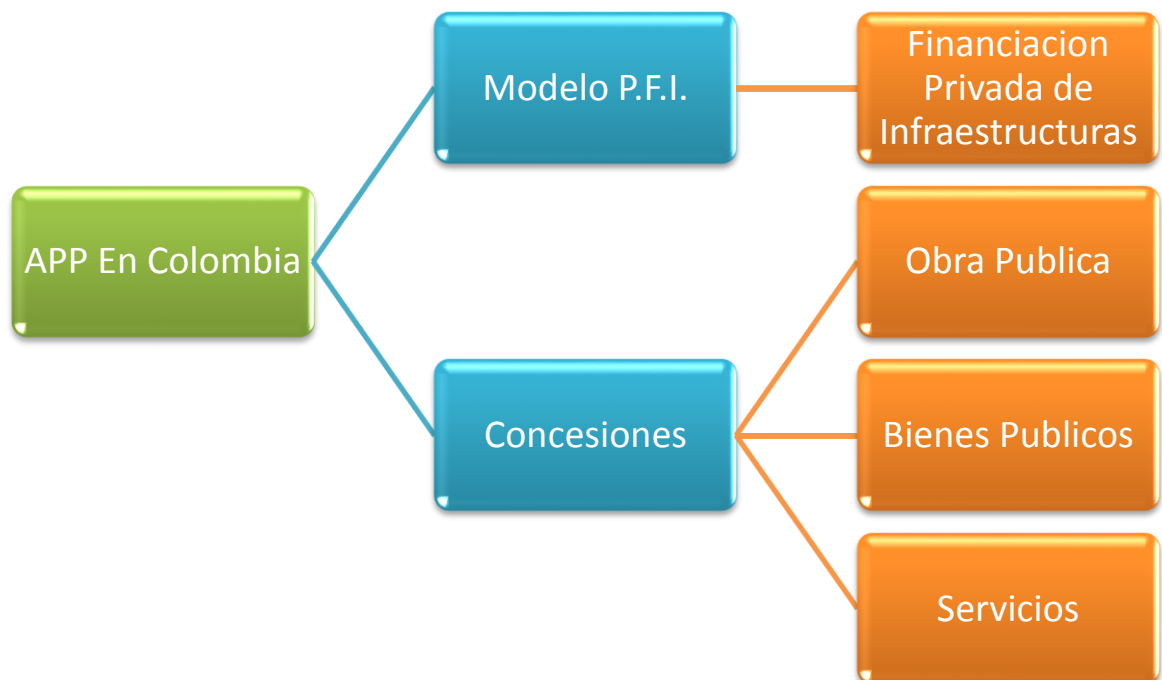 APP En Colombia
Modelo P.F.I.
Financiacion
Privada de
Infraestructuras
Concesiones
Obra Publica
Bienes Publicos
Servicios